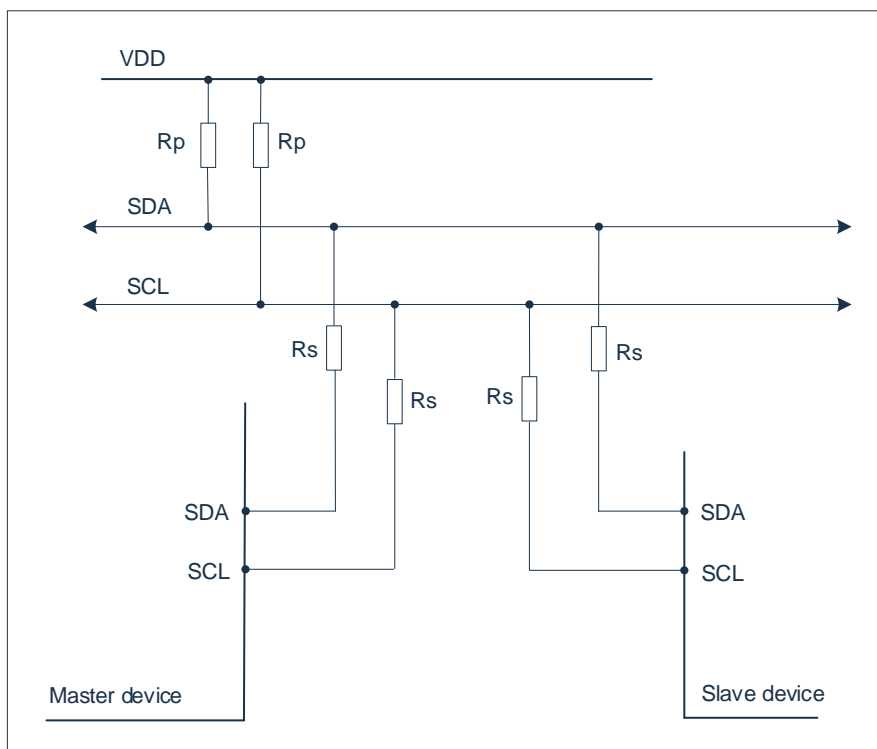 VDD
Rp
Rp
SDA
SCL
Rs
Rs
Rs
Rs
SDA
SDA
SCL
SCL
Master device
Slave device